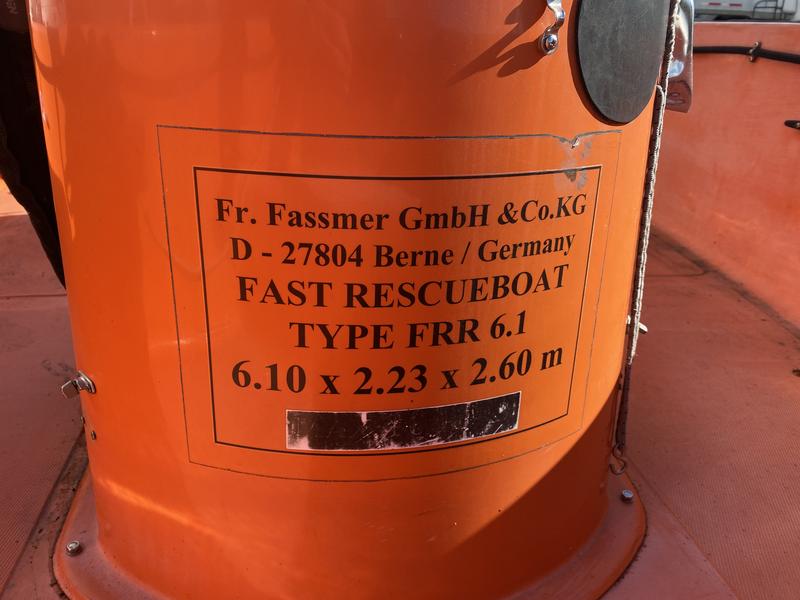 Fr. Fassmer GmbH &Co.KG
D - 27804 Berne / Germany
FAST RESCUEBOAT
TYPE FRR 6.1
6.10 x 2.23 x 2.60 m